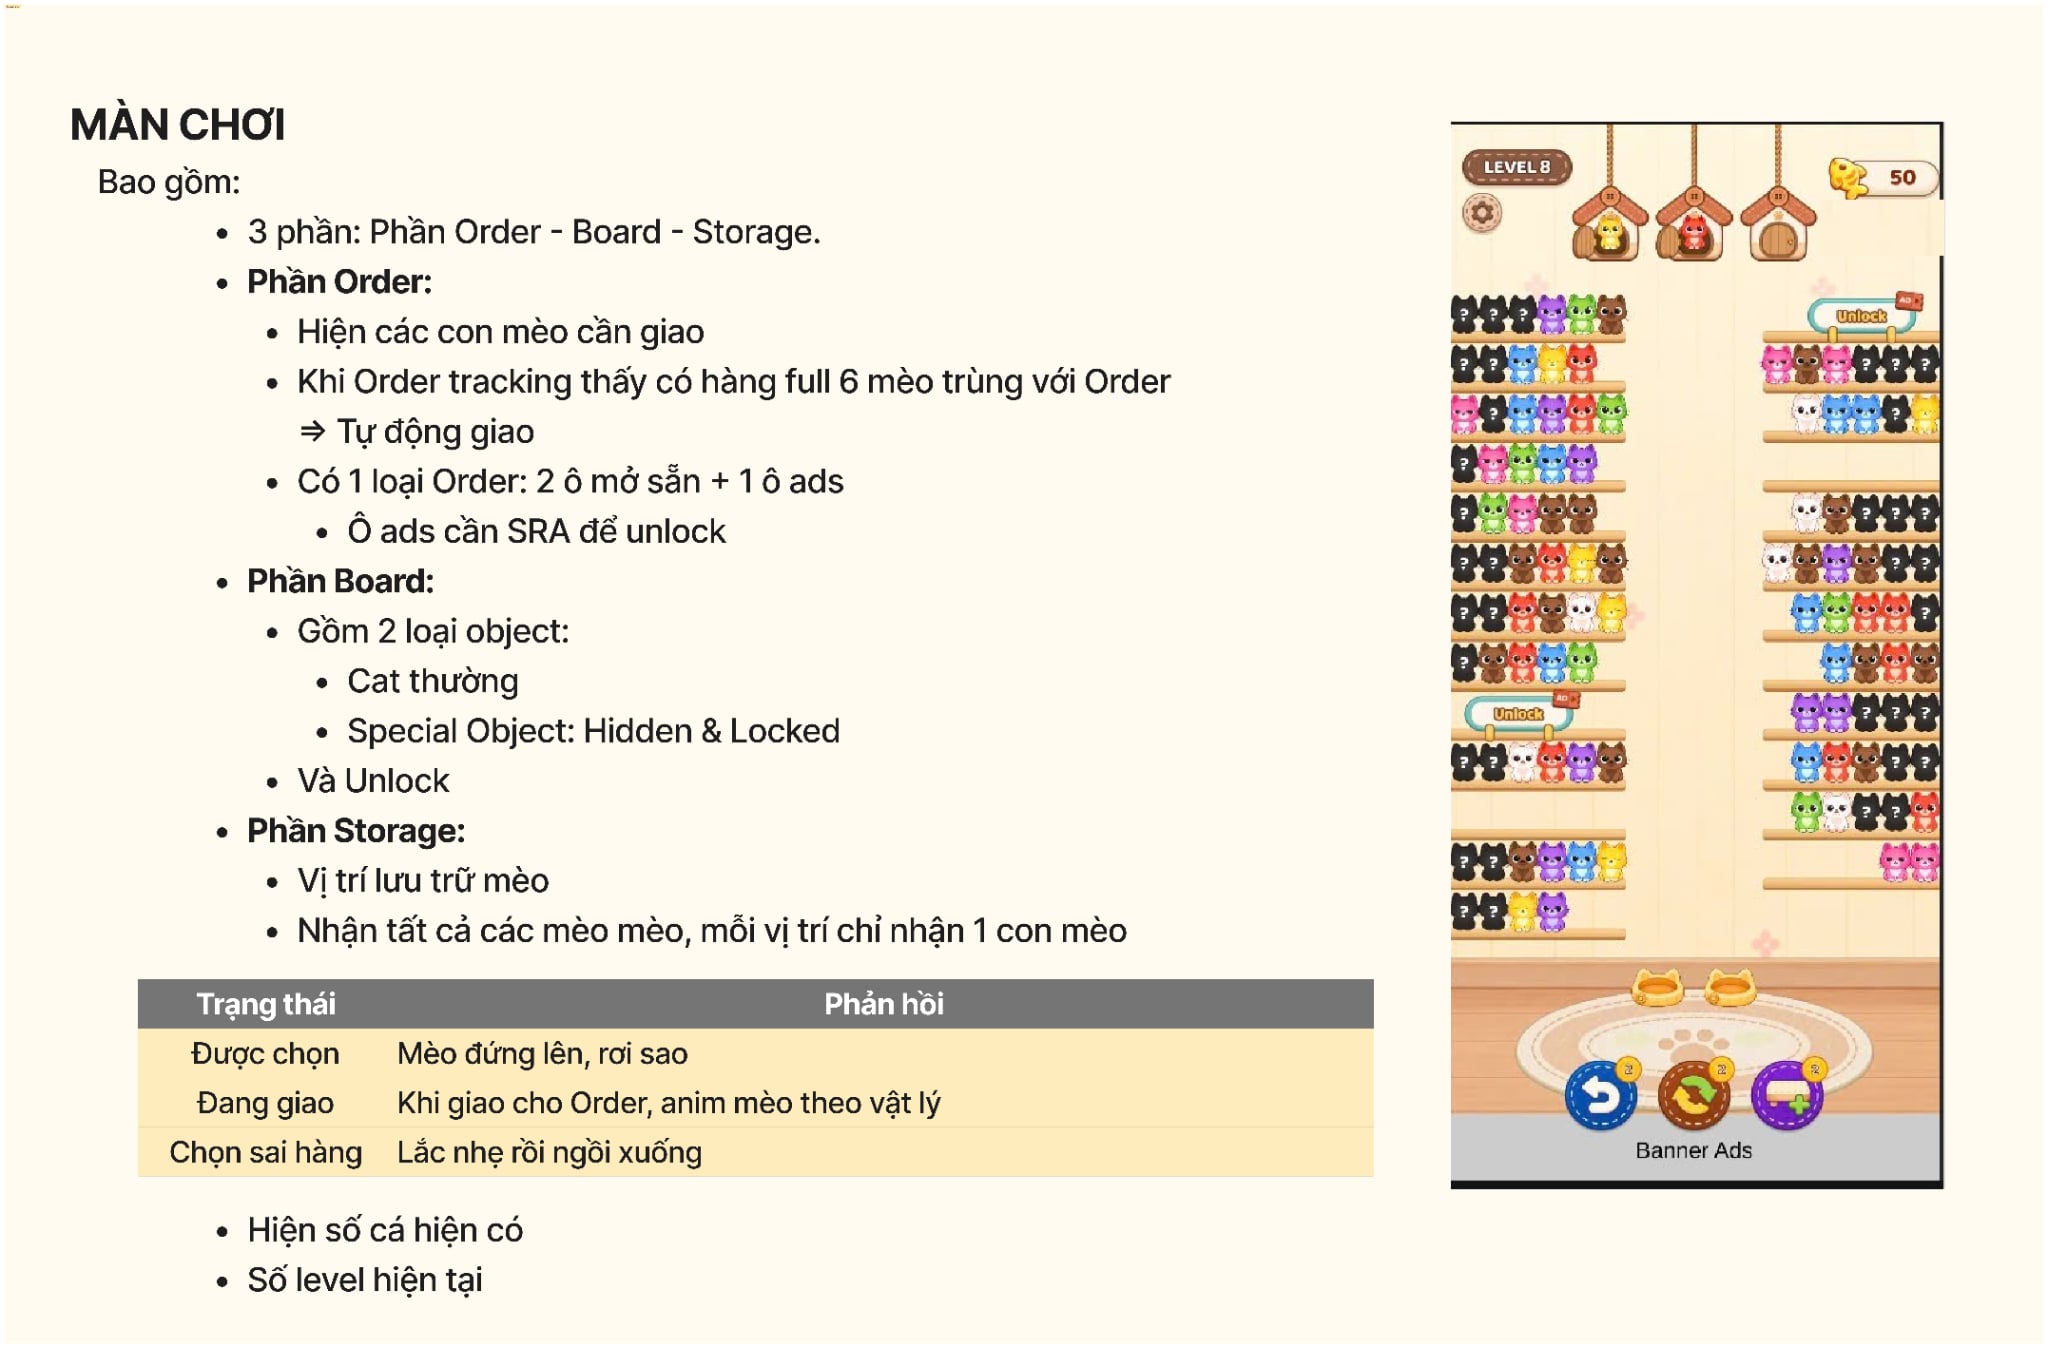 MÀN CHƠI
Bao gồm:
• 3 phần: Phần Order - Board - Storage.
• Phần Order:
• Hiện các con mèo cần giao
• Khi Order tracking thấy có hàng full 6 mèo trùng với Order
⇒ Tự động giao
• Có 1 loại Order: 2 ô mở sẵn + 1 ô ads
• Ô ads cần SRA để unlock
• Phần Board:
• Gồm 2 loại object:
• Cat thường
• Special Object: Hidden & Locked
• Và Unlock
• Phần Storage:
• Vị trí lưu trữ mèo
• Nhận tất cả các mèo mèo, mỗi vị trí chỉ nhận 1 con mèo
Trạng thái Phản hồi
Được chọn Mèo đứng lên, rơi sao
Đang giao Khi giao cho Order, anim mèo theo vật lý
Chọn sai hàng Lắc nhẹ rồi ngồi xuống
• Hiện số cá hiện có
• Số level hiện tại
LEVEL 8
50
? ? ?
AD
Unlock
? ?
? ? ?
?
?
?
?
? ? ?
? ?
? ?
? ?
?
?
AD
Unlock
? ? ?
? ?
? ?
? ?
? ?
? ?
2 2 2
Banner Ads